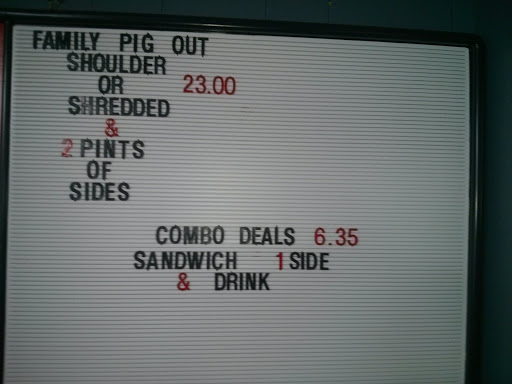 FAMILY PIG OUT
SHOULDER
OR 23.00
SHREDDED
&
2 PINTS
OF
SIDES
COMBO DEALS 6.35
SANDWICH 1 SIDE
& DRINK